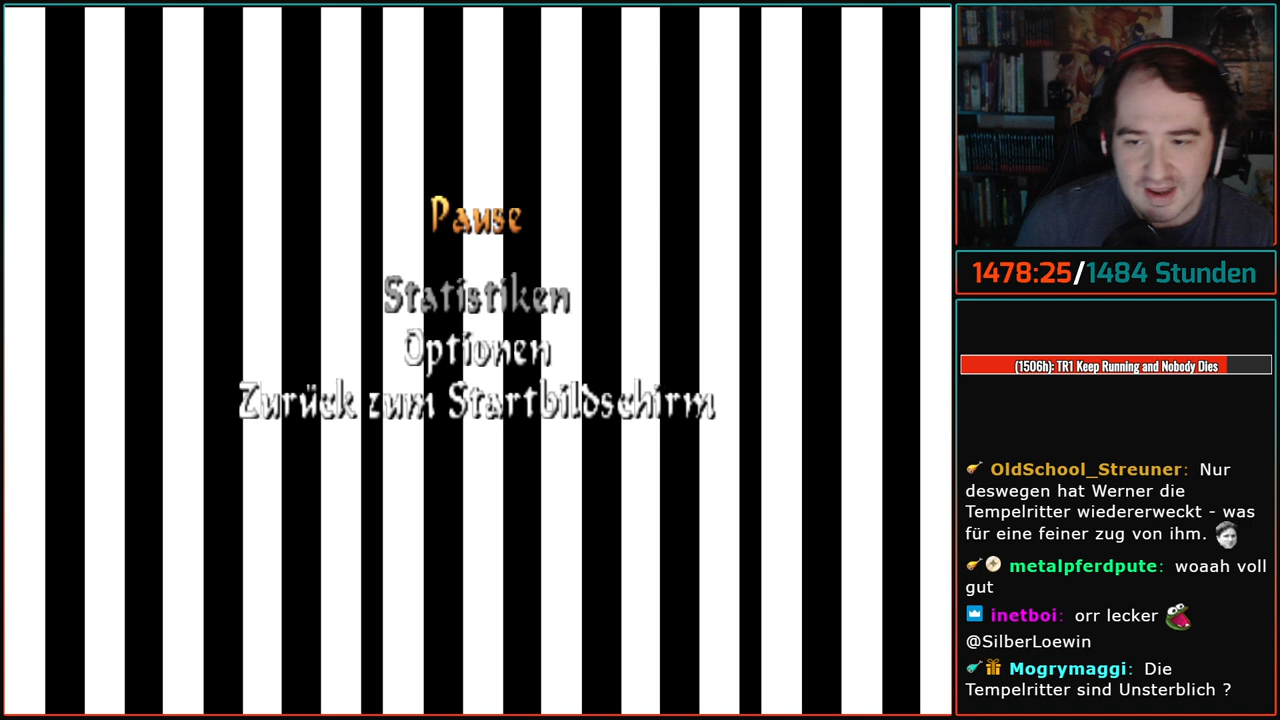 Pause
Statistiken
Optionen
Zurück zum Startbildschirm
1478:25/1484 Stunden
(1506h): TR1 Keep Running and Nobody Dies
OldSchool_Streuner: Nur
deswegen hat Werner die
Tempelritter wiedererweckt - was
für eine feiner zug von ihm.
metalpferdpute: woaah voll
gut
inetboi: orr lecker
@SilberLoewin
Mogrymaggi: Die
Tempelritter sind Unsterblich ?